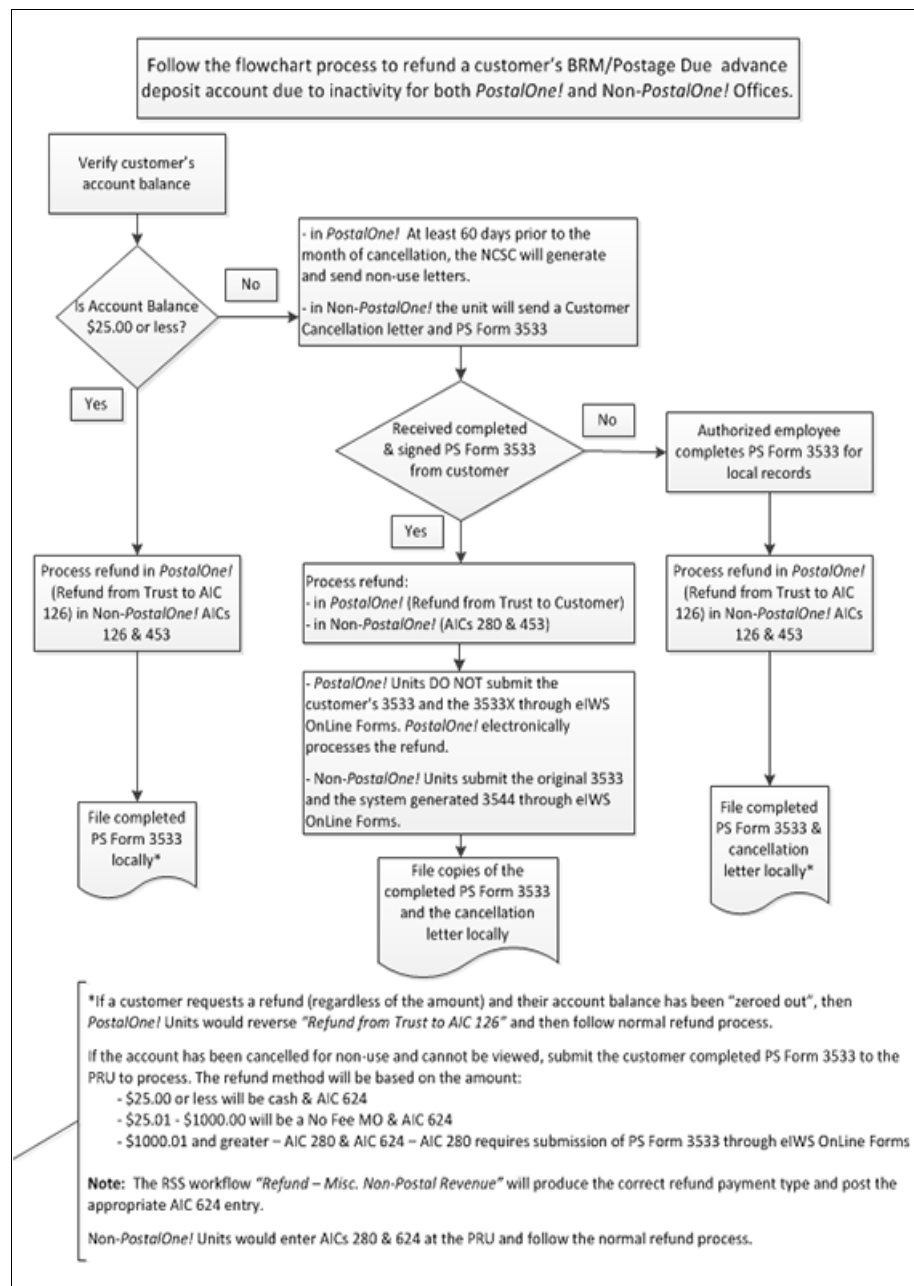 Follow the flowchart process to refund a customer's BRM/Postage Due advance
deposit account due to inactivity for both PostalOne! and Non-PostalOne! Offices.
Verify customer's
account balance
Is Account Balance
$25.00 or less?
No
- in PostalOne! At least 60 days prior to the
month of cancellation, the NCSC will generate
and send non-use letters.
- in Non-PostalOne! the unit will send a Customer
Cancellation letter and PS Form 3533
Yes
Received completed
& signed PS Form 3533
from customer
No
Authorized employee
completes PS Form 3533 for
local records
Yes
Process refund in PostalOne!
(Refund from Trust to AIC
126) in Non-PostalOne! AICs
126 & 453
Process refund:
- in PostalOne! (Refund from Trust to Customer)
- in Non-PostalOne! (AICs 280 & 453)
Process refund in PostalOne!
(Refund from Trust to AIC
126) in Non-PostalOne! AICs
126 & 453
- PostalOne! Units DO NOT submit the
customer's 3533 and the 3533X through eIWS
OnLine Forms. PostalOne! electronically
processes the refund.
- Non-PostalOne! Units submit the original 3533
and the system generated 3544 through eIWS
OnLine Forms.
File completed
PS Form 3533
locally*
File copies of the
completed PS Form 3533
and the cancellation
letter locally
File completed
PS Form 3533 &
cancellation
letter locally*
*If a customer requests a refund (regardless of the amount) and their account balance has been "zeroed out", then
PostalOne! Units would reverse "Refund from Trust to AIC 126" and then follow normal refund process.
If the account has been cancelled for non-use and cannot be viewed, submit the customer completed PS Form 3533 to the
PRU to process. The refund method will be based on the amount:
- $25.00 or less will be cash & AIC 624
- $25.01 - $1000.00 will be a No Fee MO & AIC 624
- $1000.01 and greater – AIC 280 & AIC 624 – AIC 280 requires submission of PS Form 3533 through eIWS OnLine Forms
Note: The RSS workflow "Refund – Misc. Non-Postal Revenue" will produce the correct refund payment type and post the
appropriate AIC 624 entry.
Non-PostalOne! Units would enter AICs 280 & 624 at the PRU and follow the normal refund process.